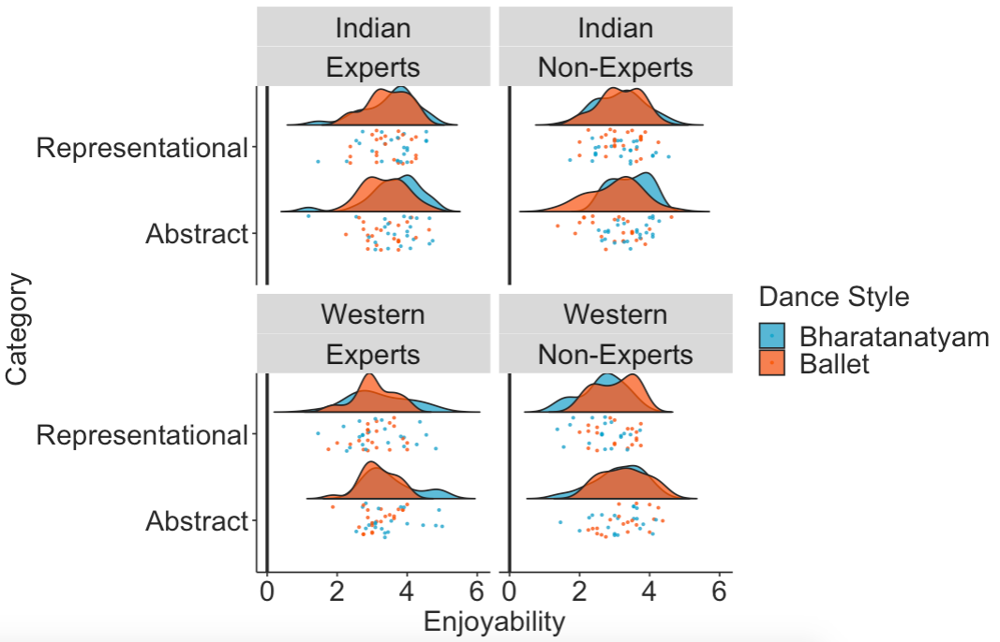 Indian
Indian
Experts
Non-Experts
Representational
Abstract
Western
Western
Experts
Non-Experts
Representational
Abstract
0 2 4 6 0 2 4 6
Enjoyability
Category
Dance Style
Bharatanatyam
Ballet